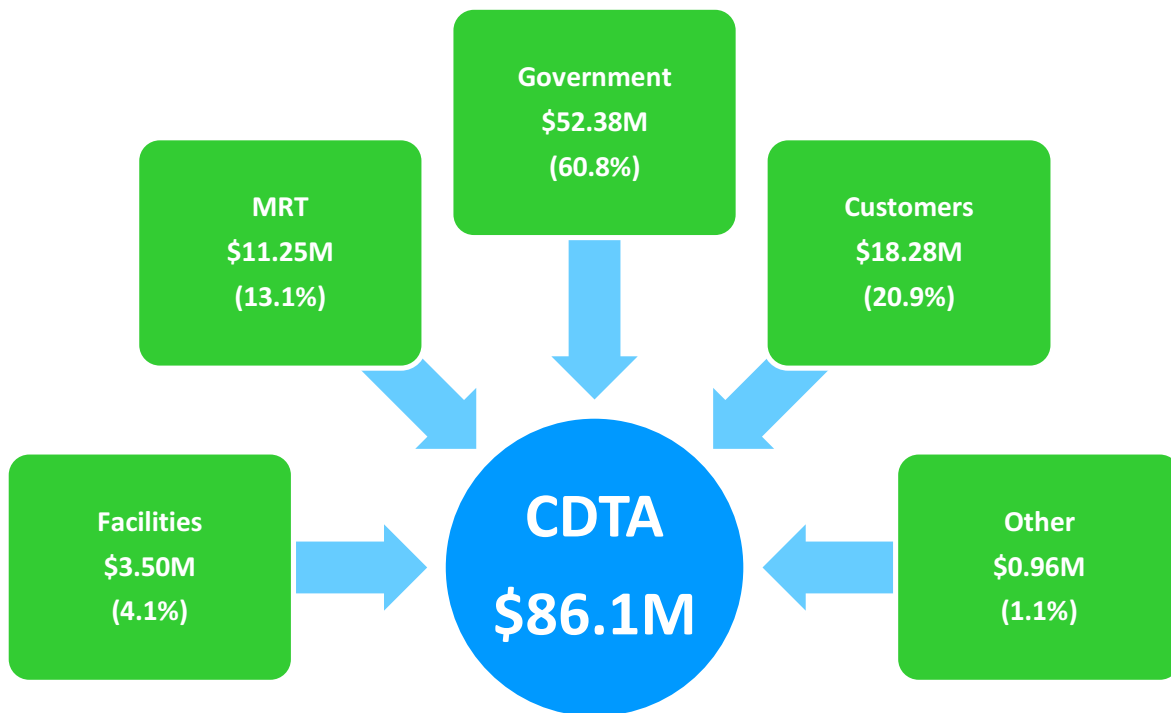 Government
$52.38M
(60.8%)
MRT
$11.25M
(13.1%)
Customers
$18.28M
(20.9%)
Facilities
$3.50M
(4.1%)
CDTA
$86.1M
Other
$0.96M
(1.1%)